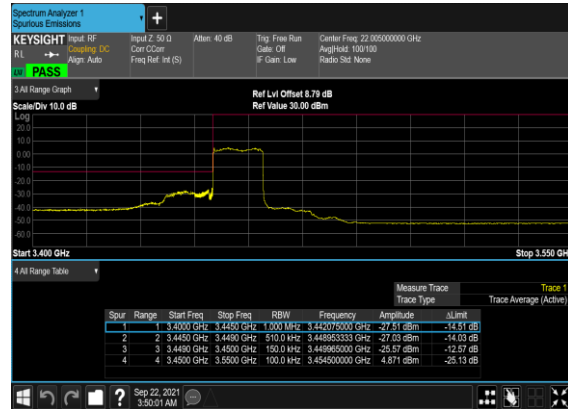 Spectrum Analyzer 1
Spurious Emissions
+
KEYSIGHT Input: RF Input Z: 50 Ω Atten: 40 dB Trig: Free Run Center Freq: 22.005000000 GHz
RL Coupling: DC Corr CCorr Gate: Off Avg|Hold: 100/100
Align: Auto Freq Ref: Int (S) IF Gain: Low Radio Std: None
LW PASS
3 All Range Graph
Ref Lvl Offset 8.79 dB
Scale/Div 10.0 dB Ref Value 30.00 dBm
Log
20.0
10.0
0.00
-10.0
-20.0
-30.0
-40.0
-50.0
-60.0
Start 3.400 GHz Stop 3.550 GH
4 All Range Table
Measure Trace Trace 1
Trace Type Trace Average (Active)
Spur Range Start Freq Stop Freq RBW Frequency Amplitude ΔLimit
1 1 3.4000 GHz 3.4450 GHz 1.000 MHz 3.442075000 GHz -27.51 dBm -14.51 dB
2 2 3.4450 GHz 3.4490 GHz 510.0 kHz 3.448953333 GHz -27.03 dBm -14.03 dB
3 3 3.4490 GHz 3.4500 GHz 150.0 kHz 3.449965000 GHz -25.57 dBm -12.57 dB
4 4 3.4500 GHz 3.5500 GHz 100.0 kHz 3.454500000 GHz 4.871 dBm -25.13 dB
?
Sep 22, 2021
3:50:01 AM